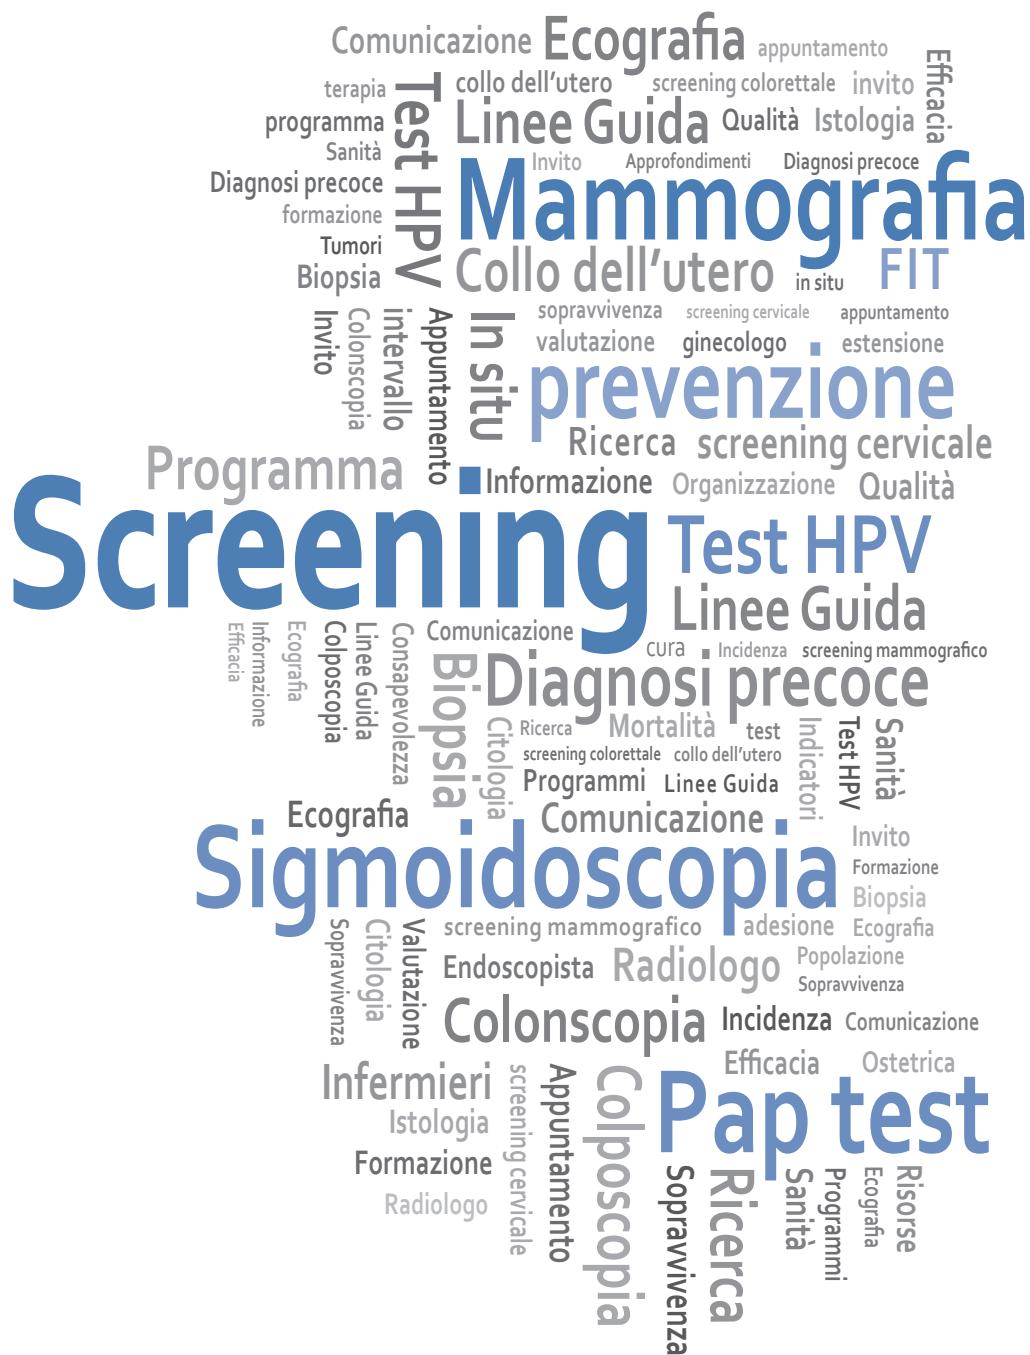 Comunicazione
Ecografia
appuntamento
Efficacia
terapia
Test HPV
collo dell’utero
screening colorettale
invito
programma
Linee Guida
Qualità
Istologia
Sanità
Invito
Approfondimenti
Diagnosi precoce
Diagnosi precoce
Mammografia
formazione
Tumori
Biopsia
Collo dell’utero
in situ
FIT
Invito
Colonscopia
intervallo
Appuntamento
In situ
sopravvivenza
screening cervicale
appuntamento
valutazione
ginecologo
estensione
prevenzione
Ricerca
screening cervicale
Programma
Informazione
Organizzazione
Qualità
Screening
Test HPV
Linee Guida
Efficacia
Informazione
Ecografia
Colposcopia
Linee Guida
Consapevolezza
Comunicazione
cura
Incidenza
screening mammografico
Biopsia
Diagnosi precoce
Citologia
Ricerca
Mortalità
test
Indicatori
Test HPV
Sanità
screening colorettale
collo dell’utero
Programmi
Linee Guida
Ecografia
Comunicazione
Sigmoidoscopia
Invito
Formazione
Biopsia
Sopravvivenza
Citologia
Valutazione
screening mammografico
adesione
Ecografia
Endoscopista
Radiologo
Popolazione
Sopravvivenza
Colonscopia
Incidenza
Comunicazione
Efficacia
Ostetrica
Infermieri
screening cervicale
Appuntamento
Colposcopia
Pap test
Istologia
Formazione
Radiologo
Sopravvivenza
Ricerca
Sanità
Programmi
Ecografia
Risorse